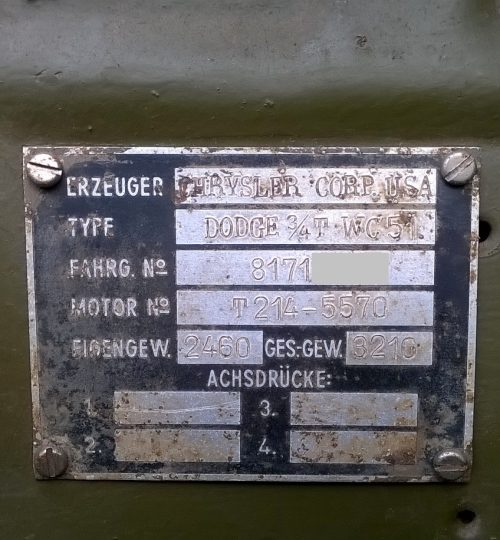 ERZEUGER CHRYSLER CORP. USA
TYPE DODGE ¾T WC51
FAHRG. Nº 8171
MOTOR Nº T214-5570
EIGENGEW. 2460 GES.GEW. 3210
ACHSDRÜCKE:
1. 3.
2. 4.